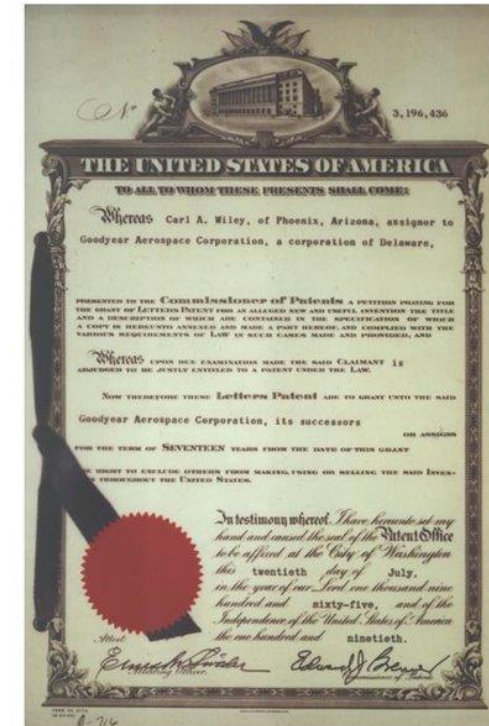 No. 3,196,436
THE UNITED STATES OF AMERICA
TO ALL TO WHOM THESE PRESENTS SHALL COME:
Whereas Carl A. Wiley, of Phoenix, Arizona, assignor to
Goodyear Aerospace Corporation, a corporation of Delaware,
PRESENTED TO THE Commissioner of Patents A PETITION PRAYING FOR
THE GRANT OF LETTERS PATENT FOR AN ALLEGED NEW AND USEFUL INVENTION THE TITLE
AND A DESCRIPTION OF WHICH ARE CONTAINED IN THE SPECIFICATION OF WHICH
A COPY IS HEREUNTO ANNEXED AND MADE A PART HEREOF, AND COMPLIED WITH THE
VARIOUS REQUIREMENTS OF LAW IN SUCH CASES MADE AND PROVIDED, AND
Whereas UPON DUE EXAMINATION MADE THE SAID CLAIMANT is
ADJUDGED TO BE JUSTLY ENTITLED TO A PATENT UNDER THE LAW.
NOW THEREFORE THESE Letters Patent ARE TO GRANT UNTO THE SAID
Goodyear Aerospace Corporation, its successors
OR ASSIGNS
FOR THE TERM OF SEVENTEEN YEARS FROM THE DATE OF THIS GRANT
RIGHT TO EXCLUDE OTHERS FROM MAKING, USING OR SELLING THE SAID INVEN-
THROUGHOUT THE UNITED STATES.
In testimony whereof, I have hereunto set my
hand and caused the seal of the Patent Office
to be affixed at the City of Washington
this twentieth day of July,
in the year of our Lord one thousand nine
hundred and sixty-five, and of the
Independence of the United States of America
the one hundred and ninetieth.
Attest:
Edward J. Brenner
Attesting Officer.
Commissioner of Patents.